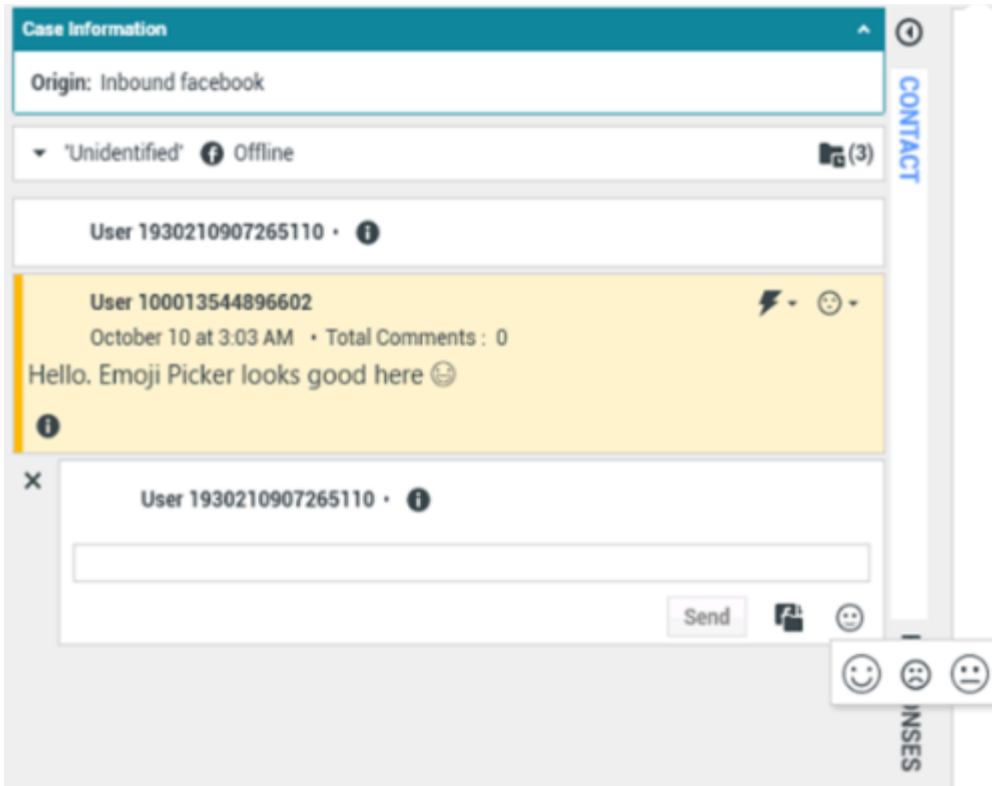 Case Information
Origin: Inbound facebook
'Unidentified' Offline (3)
User 1930210907265110 •
User 100013544896602
October 10 at 3:03 AM • Total Comments : 0
Hello. Emoji Picker looks good here 😄
User 1930210907265110 •
Send
CONTACT
ONSES